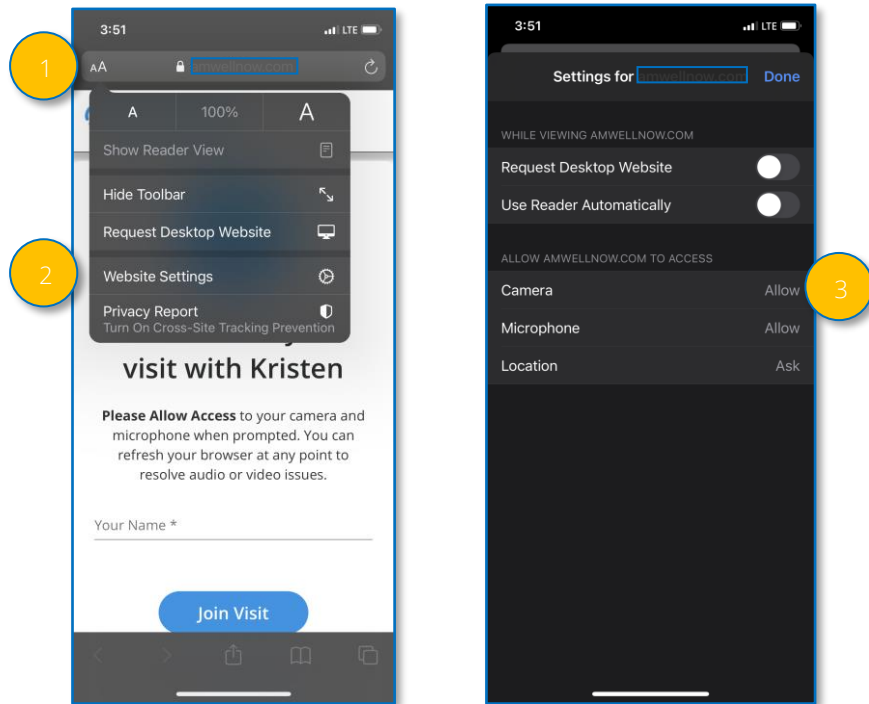 3:51
LTE
1
AA
amwellnow.com
A 100% A
Show Reader View
Hide Toolbar
Request Desktop Website
2
Website Settings
Privacy Report
Turn On Cross-Site Tracking Prevention
visit with Kristen
Please Allow Access to your camera and
microphone when prompted. You can
refresh your browser at any point to
resolve audio or video issues.
Your Name *
Join Visit
3:51
LTE
Settings for amwellnow.com Done
WHILE VIEWING AMWELLNOW.COM
Request Desktop Website
Use Reader Automatically
ALLOW AMWELLNOW.COM TO ACCESS
Camera Allow
3
Microphone Allow
Location Ask